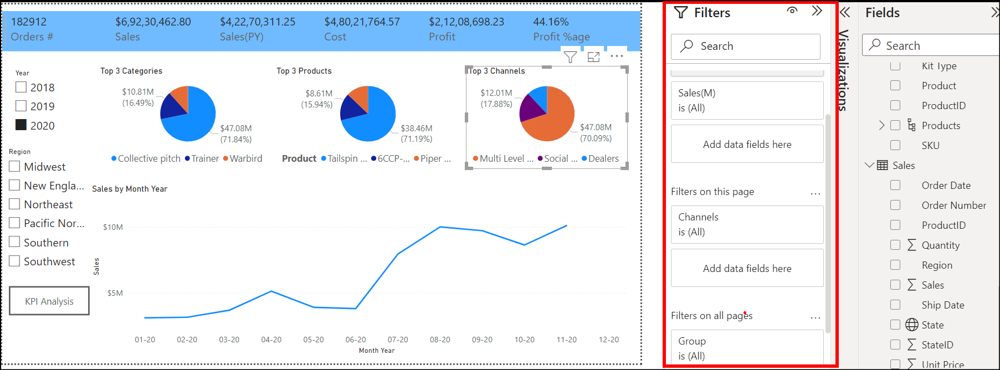 182912
Orders #
$6,92,30,462.80
Sales
$4,22,70,311.25
Sales(PY)
$4,80,21,764.57
Cost
$2,12,08,698.23
Profit
44.16%
Profit %age
Year
2018
2019
2020
Region
Midwest
New Engla...
Northeast
Pacific Nor...
Southern
Southwest
KPI Analysis
Top 3 Categories
$10.81M
(16.49%)
$47.08M
(71.84%)
Collective pitch Trainer Warbird
Top 3 Products
$8.61M
(15.94%)
$38.46M
(71.19%)
Product Tailspin ... 6CCP-... Piper ...
Top 3 Channels
$12.01M
(17.88%)
$47.08M
(70.09%)
Multi Level ... Social ... Dealers
Sales by Month Year
$10M
$5M
Sales
01-20 02-20 03-20 04-20 05-20 06-20 07-20 08-20 09-20 10-20 11-20 12-20
Month Year
Filters
Search
Sales(M)
is (All)
Add data fields here
Filters on this page
Channels
is (All)
Add data fields here
Filters on all pages
Group
is (All)
Visualizations
Fields
Search
Kit Type
Product
ProductID
Products
SKU
Sales
Order Date
Order Number
ProductID
Quantity
Region
Sales
Ship Date
State
StateID
Unit Price